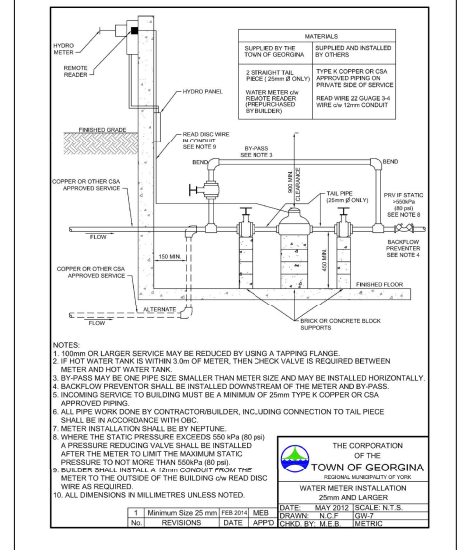 HYDRO
METER
REMOTE
READER
HYDRO PANEL
FINISHED GRADE
READ DISC WIRE
IN CONDUIT
SEE NOTE 9
MATERIALS
SUPPLIED BY THE
TOWN OF GEORGINA
SUPPLIED AND INSTALLED
BY OTHERS
2 STRAIGHT TAIL
PIECE ( 25mm Ø ONLY)
WATER METER c/w
REMOTE READER
(PREPURCHASED
BY BUILDER)
TYPE K COPPER OR CSA
APPROVED PIPING ON
PRIVATE SIDE OF SERVICE
READ WIRE 22 GUAGE 3-4
WIRE c/w 12mm CONDUIT
BY-PASS
SEE NOTE 3
BEND
BEND
900 MIN.
CLEARANCE
COPPER OR OTHER CSA
APPROVED SERVICE
TAIL PIPE
(25mm Ø ONLY)
PRV IF STATIC
>550kPa
(80 psi)
SEE NOTE 8
FLOW
150 MIN.
450 MIN.
BACKFLOW
PREVENTER
SEE NOTE 4
COPPER OR OTHER CSA
APPROVED SERVICE
FINISHED FLOOR
ALTERNATE
FLOW
BRICK OR CONCRETE BLOCK
SUPPORTS
NOTES:
1. 100mm OR LARGER SERVICE MAY BE REDUCED BY USING A TAPPING FLANGE.
2. IF HOT WATER TANK IS WITHIN 3.0m OF METER, THEN CHECK VALVE IS REQUIRED BETWEEN
METER AND HOT WATER TANK.
3. BY-PASS MAY BE ONE PIPE SIZE SMALLER THAN METER SIZE AND MAY BE INSTALLED HORIZONTALLY.
4. BACKFLOW PREVENTER SHALL BE INSTALLED DOWNSTREAM OF THE METER AND BY-PASS.
5. INCOMING SERVICE TO BUILDING MUST BE A MINIMUM OF 25mm TYPE K COPPER OR CSA
APPROVED PIPING.
6. ALL PIPE WORK DONE BY CONTRACTOR/BUILDER, INCLUDING CONNECTION TO TAIL PIECE
SHALL BE IN ACCORDANCE WITH OBC.
7. METER INSTALLATION SHALL BE BY NEPTUNE.
8. WHERE THE STATIC PRESSURE EXCEEDS 550 kPa (80 psi)
A PRESSURE REDUCING VALVE SHALL BE INSTALLED
AFTER THE METER TO LIMIT THE MAXIMUM STATIC
PRESSURE TO NOT MORE THAN 550kPa (80 psi).
9. BUILDER SHALL INSTALL A 12mm CONDUIT FROM THE
METER TO THE OUTSIDE OF THE BUILDING c/w READ DISC
WIRE AS REQUIRED.
10. ALL DIMENSIONS IN MILLIMETRES UNLESS NOTED.
THE CORPORATION
OF THE
TOWN OF GEORGINA
REGIONAL MUNICIPALITY OF YORK
WATER METER INSTALLATION
25mm AND LARGER
DATE: MAY 2012 SCALE: N.T.S.
DRAWN: N.C.F GW-7
CHKD. BY: M.E.B. METRIC
1 Minimum Size 25 mm FEB 2014 MEB
No. REVISIONS DATE APP'D